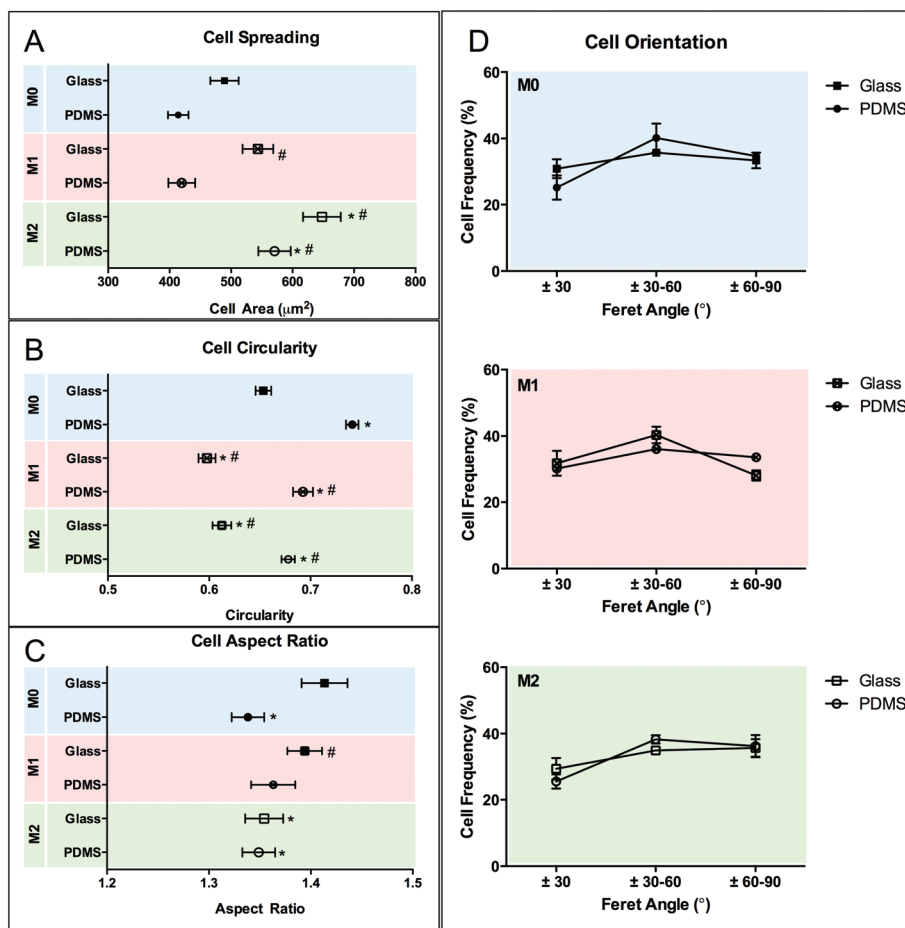 A
Cell Spreading
M0
Glass
PDMS
M1
Glass #
PDMS
M2
Glass * #
PDMS * #
300 400 500 600 700 800
Cell Area (μm²)
B
Cell Circularity
M0
Glass
PDMS *
M1
Glass * #
PDMS * #
M2
Glass * #
PDMS * #
0.5 0.6 0.7 0.8
Circularity
C
Cell Aspect Ratio
M0
Glass
PDMS *
M1
Glass #
PDMS
M2
Glass *
PDMS *
1.2 1.3 1.4 1.5
Aspect Ratio
D
Cell Orientation
M0
Glass
PDMS
Cell Frequency (%)
60
40
20
0
± 30 ± 30-60 ± 60-90
Feret Angle (°)
M1
Glass
PDMS
Cell Frequency (%)
60
40
20
0
± 30 ± 30-60 ± 60-90
Feret Angle (°)
M2
Glass
PDMS
Cell Frequency (%)
60
40
20
0
± 30 ± 30-60 ± 60-90
Feret Angle (°)